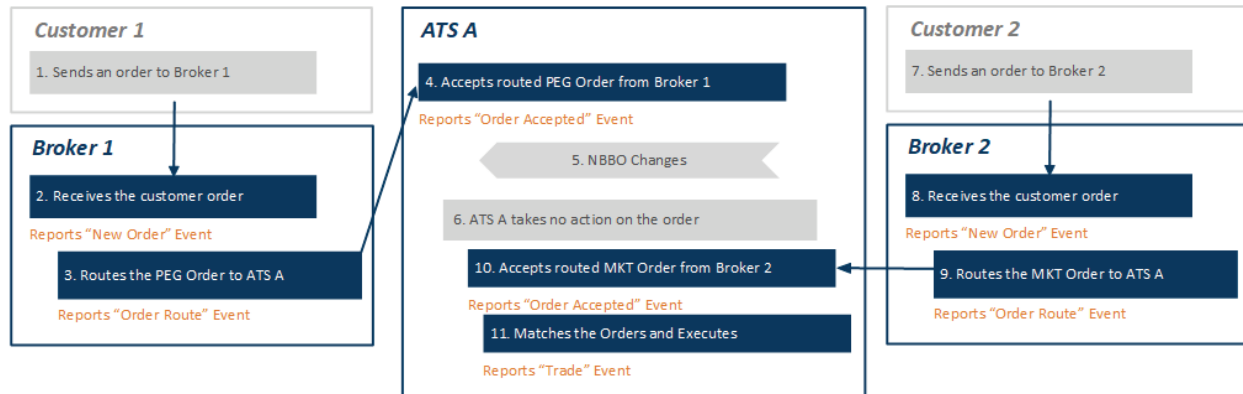 Customer 1
1. Sends an order to Broker 1
Broker 1
2. Receives the customer order
Reports “New Order” Event
3. Routes the PEG Order to ATS A
Reports “Order Route” Event
ATS A
4. Accepts routed PEG Order from Broker 1
Reports “Order Accepted” Event
5. NBBO Changes
6. ATS A takes no action on the order
10. Accepts routed MKT Order from Broker 2
Reports “Order Accepted” Event
11. Matches the Orders and Executes
Reports “Trade” Event
Customer 2
7. Sends an order to Broker 2
Broker 2
8. Receives the customer order
Reports “New Order” Event
9. Routes the MKT Order to ATS A
Reports “Order Route” Event